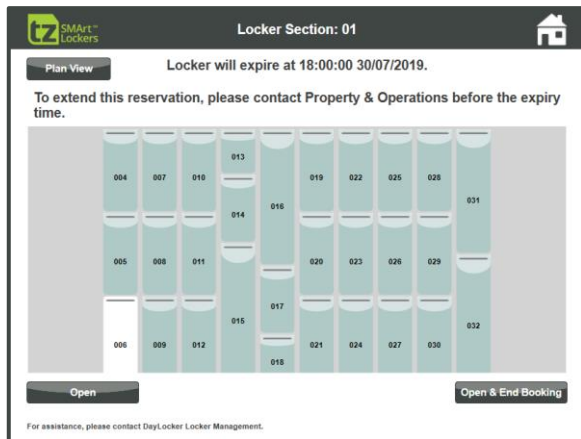 tz SMArt™ Lockers
Locker Section: 01
Plan View
Locker will expire at 18:00:00 30/07/2019.
To extend this reservation, please contact Property & Operations before the expiry
time.
013
004 007 010 019 022 025 028
016 031
014
005 008 011 020 023 026 029
017
015 032
006 009 012 021 024 027 030
018
Open
Open & End Booking
For assistance, please contact DayLocker Locker Management.